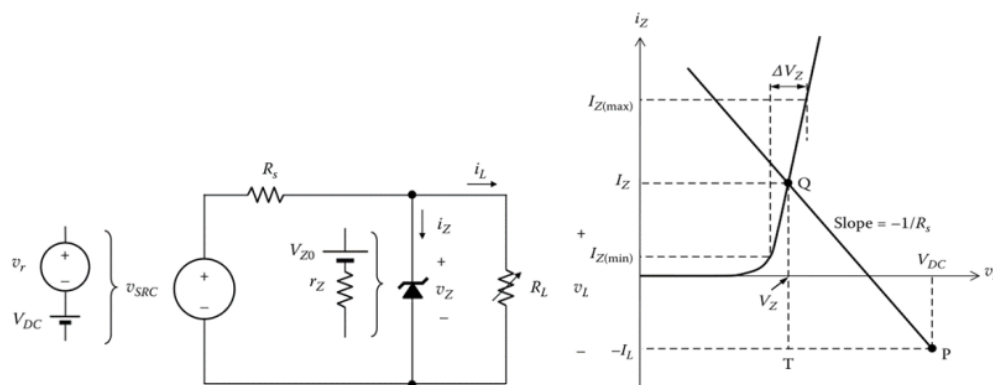 R_s
i_L
i_Z
v_r
+
−
V_DC
v_SRC
+
−
V_Z0
r_Z
+
v_Z
−
R_L
+
v_L
−
i_Z
ΔV_Z
I_Z(max)
I_Z
Q
Slope = −1/R_s
I_Z(min)
V_DC
V_Z
−I_L
T
P